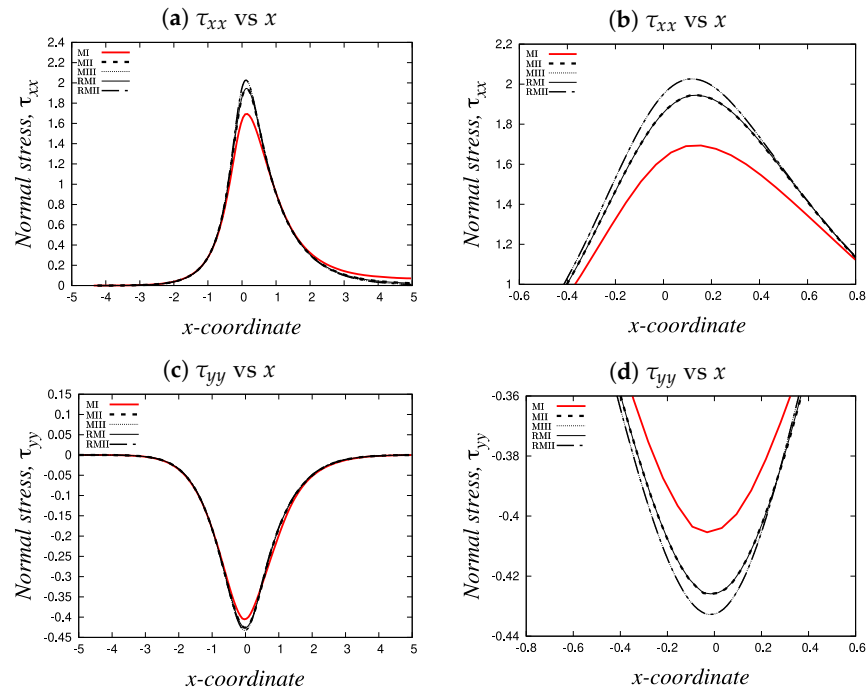 (a) τxx vs x
Normal stress, τxx
2.4
2.2
2
1.8
1.6
1.4
1.2
1
0.8
0.6
0.4
0.2
0
MI
MII
MIII
RMI
RMII
-5 -4 -3 -2 -1 0 1 2 3 4 5
x-coordinate
(b) τxx vs x
Normal stress, τxx
2.2
2
1.8
1.6
1.4
1.2
1
MI
MII
MIII
RMI
RMII
-0.6 -0.4 -0.2 0 0.2 0.4 0.6 0.8
x-coordinate
(c) τyy vs x
Normal stress, τyy
0.15
0.1
0.05
0
-0.05
-0.1
-0.15
-0.2
-0.25
-0.3
-0.35
-0.4
-0.45
MI
MII
MIII
RMI
RMII
-5 -4 -3 -2 -1 0 1 2 3 4 5
x-coordinate
(d) τyy vs x
Normal stress, τyy
-0.36
-0.38
-0.4
-0.42
-0.44
MI
MII
MIII
RMI
RMII
-0.8 -0.6 -0.4 -0.2 0 0.2 0.4 0.6
x-coordinate